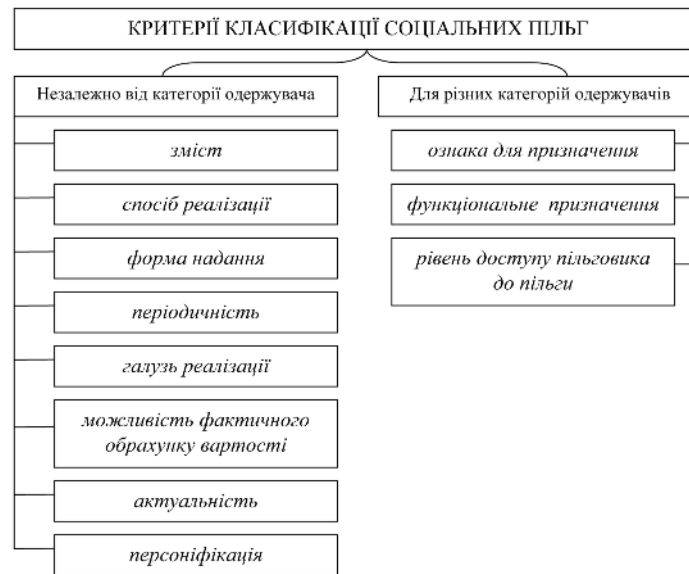 КРИТЕРІЇ КЛАСИФІКАЦІЇ СОЦІАЛЬНИХ ПІЛЬГ
Незалежно від категорії одержувача
зміст
спосіб реалізації
форма надання
періодичність
галузь реалізації
можливість фактичного
обрахунку вартості
актуальність
персоніфікація
Для різних категорій одержувачів
ознака для призначення
функціональне призначення
рівень доступу пільговика
до пільги